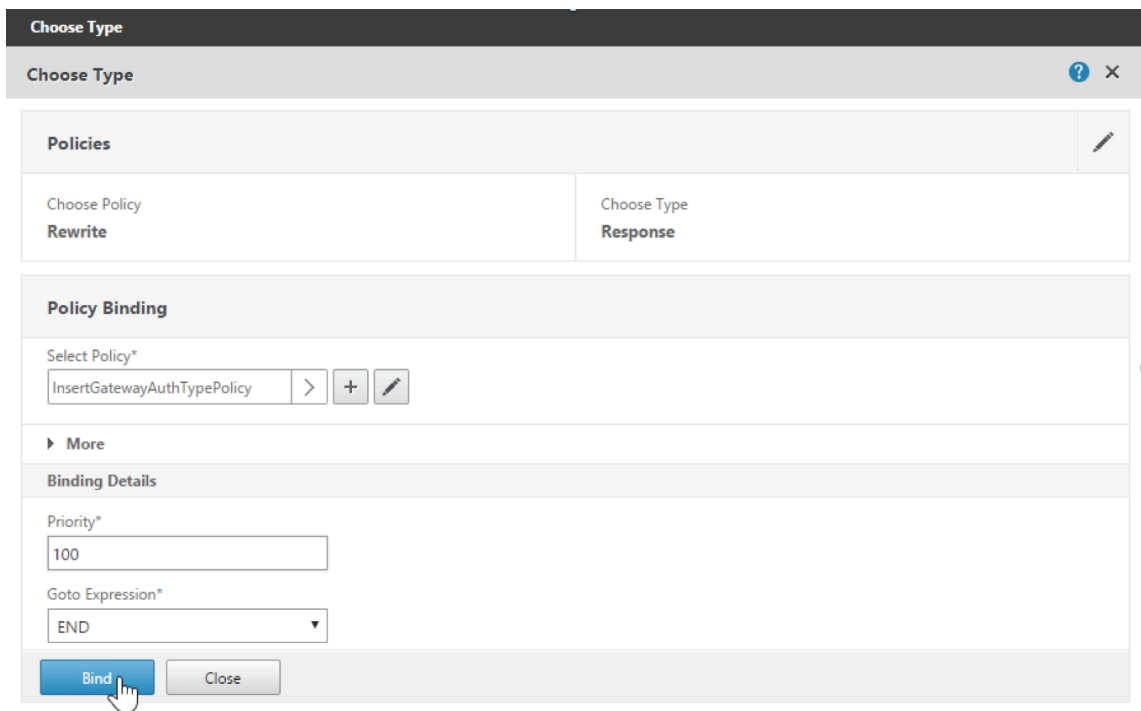 Choose Type
Choose Type
?
Policies
Choose Policy
Choose Type
Rewrite
Response
Policy Binding
Select Policy*
InsertGatewayAuthTypePolicy
+
More
Binding Details
Priority*
100
Goto Expression*
END
Bind
Close